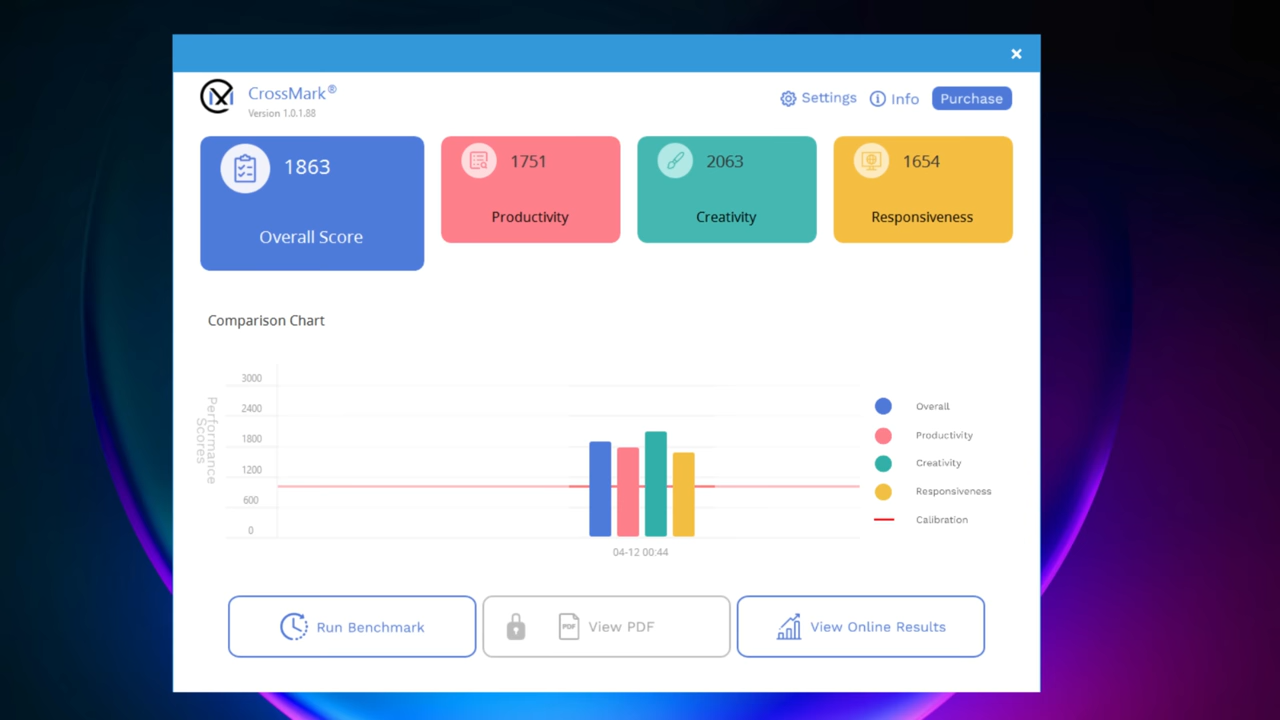 CrossMark®
Version 1.0.1.88
Settings
Info
Purchase
1863
Overall Score
1751
Productivity
2063
Creativity
1654
Responsiveness
Comparison Chart
Performance
Scores
3000
2400
1800
1200
600
0
04-12 00:44
Overall
Productivity
Creativity
Responsiveness
Calibration
Run Benchmark
PDF
View PDF
View Online Results